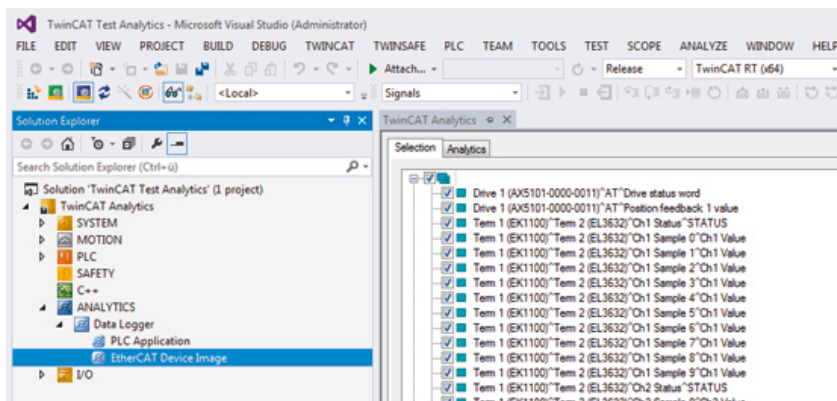 TwinCAT Test Analytics - Microsoft Visual Studio (Administrator)
FILE EDIT VIEW PROJECT BUILD DEBUG TWINCAT TWINSAFE PLC TEAM TOOLS TEST SCOPE ANALYZE WINDOW HELP
Attach... Release TwinCAT RT (x64)
<Local> Signals
Solution Explorer
Search Solution Explorer (Ctrl+ü)
Solution 'TwinCAT Test Analytics' (1 project)
TwinCAT Analytics
SYSTEM
MOTION
PLC
SAFETY
C++
ANALYTICS
Data Logger
PLC Application
EtherCAT Device Image
I/O
TwinCAT Analytics
Selection Analytics
Drive 1 (AX5101-0000-0011)^AT^Drive status word
Drive 1 (AX5101-0000-0011)^AT^Position feedback 1 value
Term 1 (EK1100)^Term 2 (EL3632)^Ch1 Status^STATUS
Term 1 (EK1100)^Term 2 (EL3632)^Ch1 Sample 0^Ch1 Value
Term 1 (EK1100)^Term 2 (EL3632)^Ch1 Sample 1^Ch1 Value
Term 1 (EK1100)^Term 2 (EL3632)^Ch1 Sample 2^Ch1 Value
Term 1 (EK1100)^Term 2 (EL3632)^Ch1 Sample 3^Ch1 Value
Term 1 (EK1100)^Term 2 (EL3632)^Ch1 Sample 4^Ch1 Value
Term 1 (EK1100)^Term 2 (EL3632)^Ch1 Sample 5^Ch1 Value
Term 1 (EK1100)^Term 2 (EL3632)^Ch1 Sample 6^Ch1 Value
Term 1 (EK1100)^Term 2 (EL3632)^Ch1 Sample 7^Ch1 Value
Term 1 (EK1100)^Term 2 (EL3632)^Ch1 Sample 8^Ch1 Value
Term 1 (EK1100)^Term 2 (EL3632)^Ch1 Sample 9^Ch1 Value
Term 1 (EK1100)^Term 2 (EL3632)^Ch2 Status^STATUS